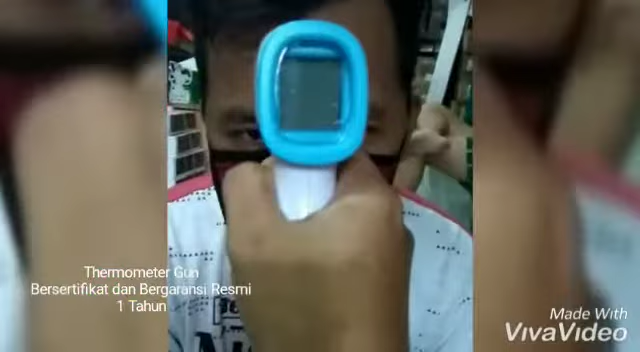 Thermometer Gun
Bersertifikat dan Bergaransi Resmi
1 Tahun
Made With
VivaVideo